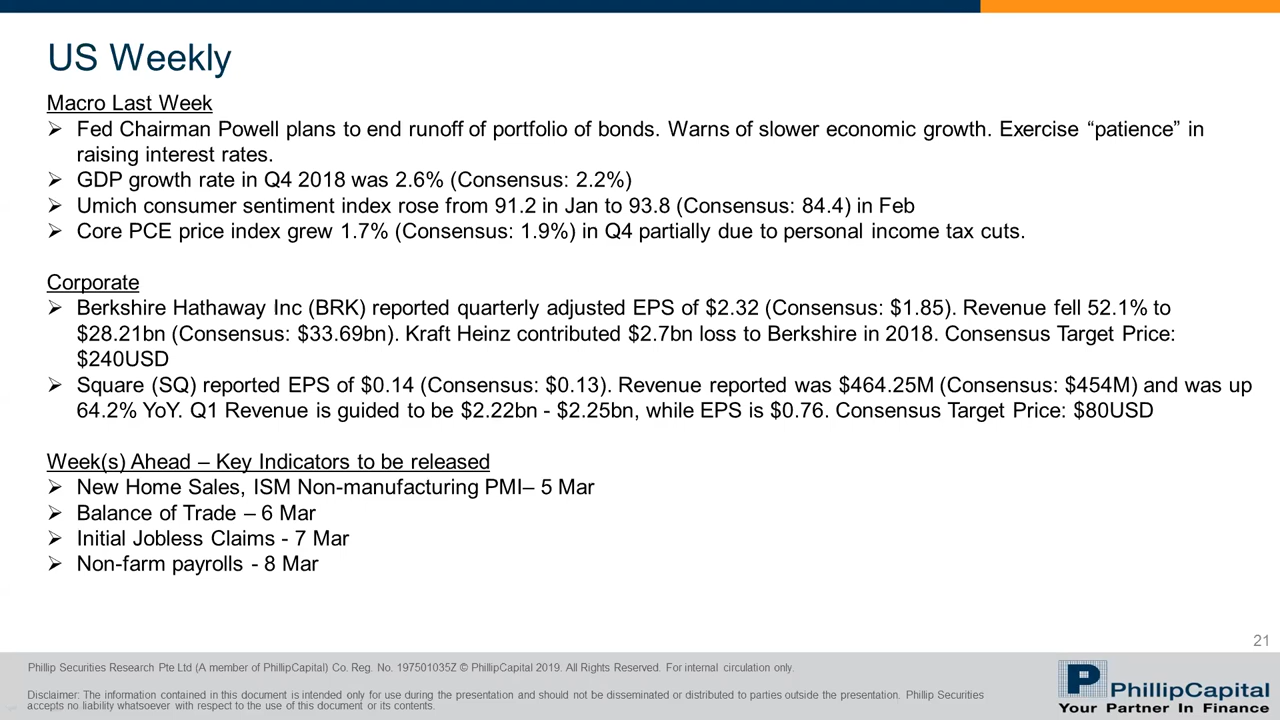 US Weekly
Macro Last Week
➢ Fed Chairman Powell plans to end runoff of portfolio of bonds. Warns of slower economic growth. Exercise “patience” in
raising interest rates.
➢ GDP growth rate in Q4 2018 was 2.6% (Consensus: 2.2%)
➢ Umich consumer sentiment index rose from 91.2 in Jan to 93.8 (Consensus: 84.4) in Feb
➢ Core PCE price index grew 1.7% (Consensus: 1.9%) in Q4 partially due to personal income tax cuts.
Corporate
➢ Berkshire Hathaway Inc (BRK) reported quarterly adjusted EPS of $2.32 (Consensus: $1.85). Revenue fell 52.1% to
$28.21bn (Consensus: $33.69bn). Kraft Heinz contributed $2.7bn loss to Berkshire in 2018. Consensus Target Price:
$240USD
➢ Square (SQ) reported EPS of $0.14 (Consensus: $0.13). Revenue reported was $464.25M (Consensus: $454M) and was up
64.2% YoY. Q1 Revenue is guided to be $2.22bn - $2.25bn, while EPS is $0.76. Consensus Target Price: $80USD
Week(s) Ahead – Key Indicators to be released
➢ New Home Sales, ISM Non-manufacturing PMI– 5 Mar
➢ Balance of Trade – 6 Mar
➢ Initial Jobless Claims - 7 Mar
➢ Non-farm payrolls - 8 Mar
21
Phillip Securities Research Pte Ltd (A member of PhillipCapital) Co. Reg. No. 197501035Z © PhillipCapital 2019. All Rights Reserved. For internal circulation only.
Disclaimer: The information contained in this document is intended only for use during the presentation and should not be disseminated or distributed to parties outside the presentation. Phillip Securities
accepts no liability whatsoever with respect to the use of this document or its contents.
PhillipCapital
Your Partner In Finance